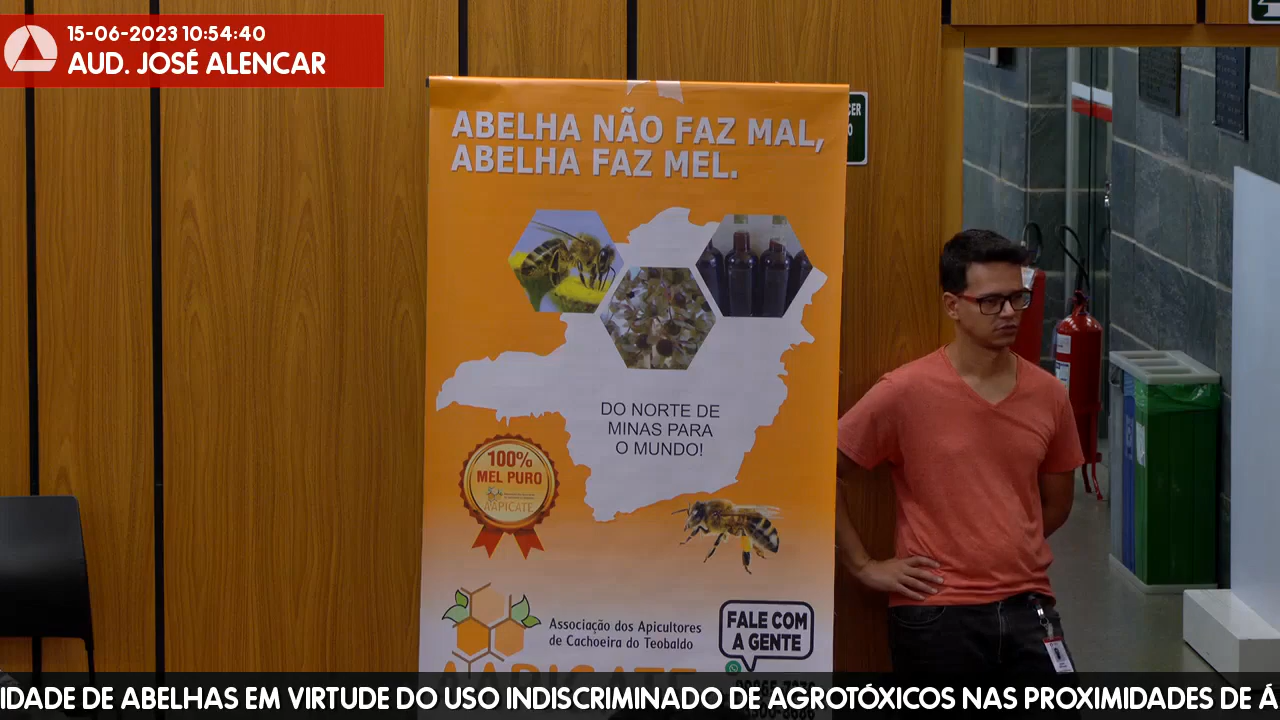 15-06-2023 10:54:40
AUD. JOSÉ ALENCAR
ABELHA NÃO FAZ MAL,
ABELHA FAZ MEL.
DO NORTE DE
MINAS PARA
O MUNDO!
100%
MEL PURO
AAPICATE
Associação dos Apicultores
de Cachoeira do Teobaldo
FALE COM
A GENTE
AAPICATE
IDADE DE ABELHAS EM VIRTUDE DO USO INDISCRIMINADO DE AGROTÓXICOS NAS PROXIMIDADES DE Á